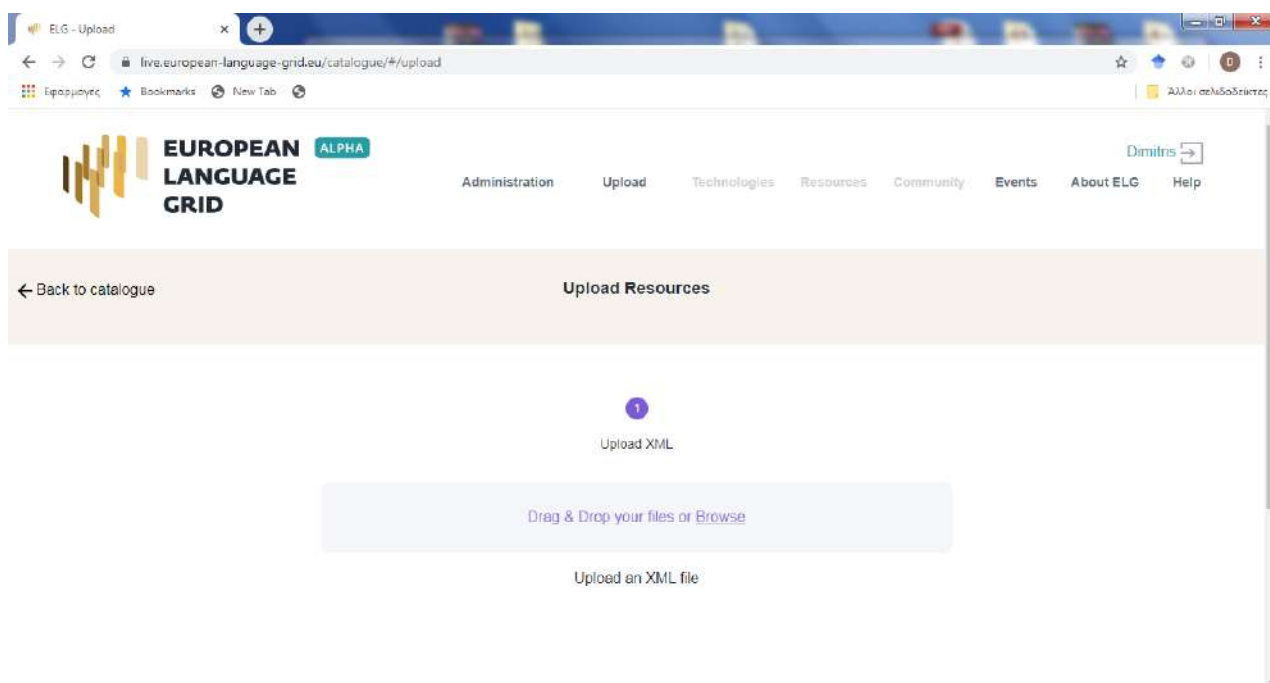 ELG - Upload
live.european-language-grid.eu/catalogue/#/upload
D
Εφαρμογές Bookmarks New Tab
Άλλοι σελιδοδείκτες
EUROPEAN LANGUAGE GRID
ALPHA
Dimitris
Administration Upload Technologies Resources Community Events About ELG Help
Back to catalogue
Upload Resources
1
Upload XML
Drag & Drop your files or Browse
Upload an XML file